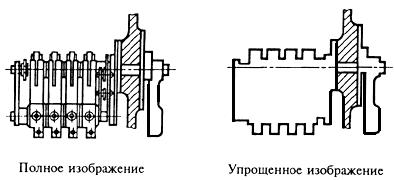 Полное изображение
Упрощенное изображение